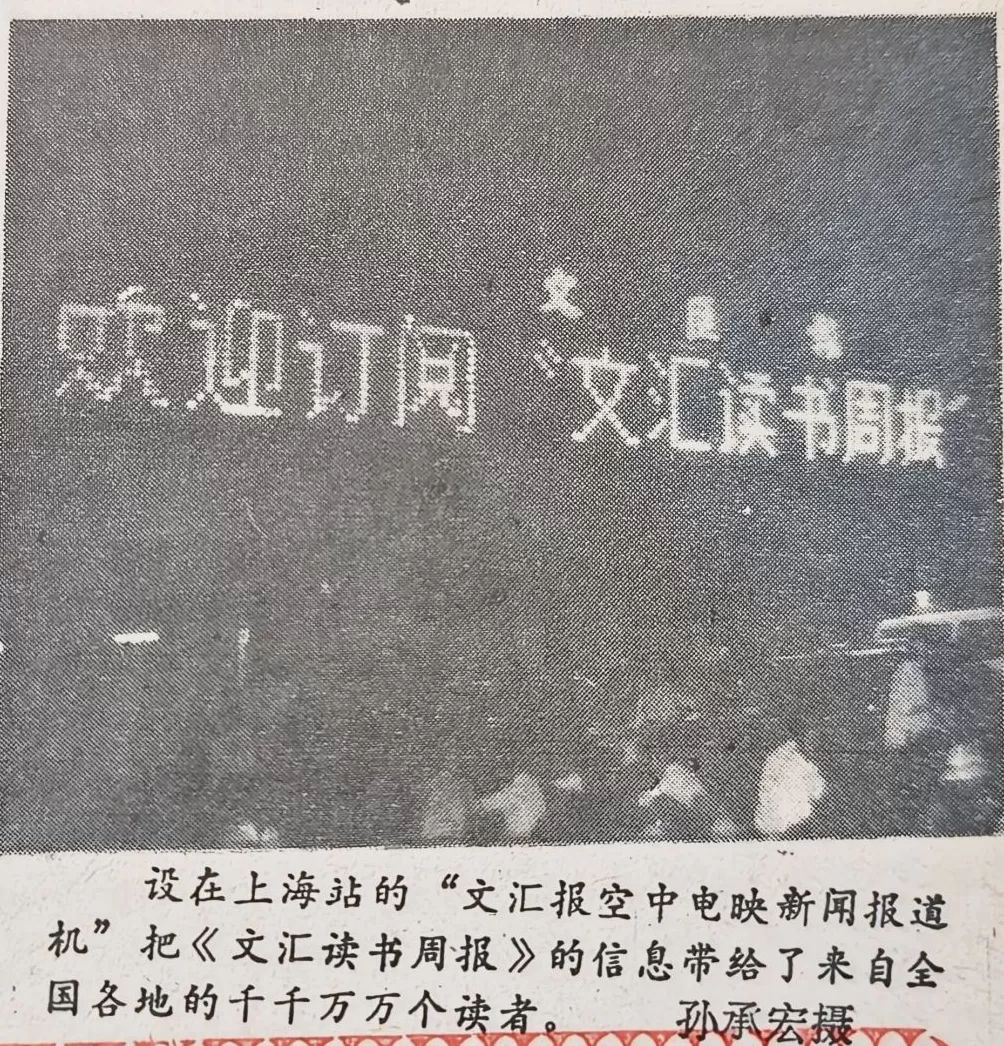 欢迎订阅“文汇读书周报”
文 汇 报
设在上海站的“文汇报空中电映新闻报道
机”把《文汇读书周报》的信息带给了来自全
国各地的千千万万个读者。 孙承宏摄